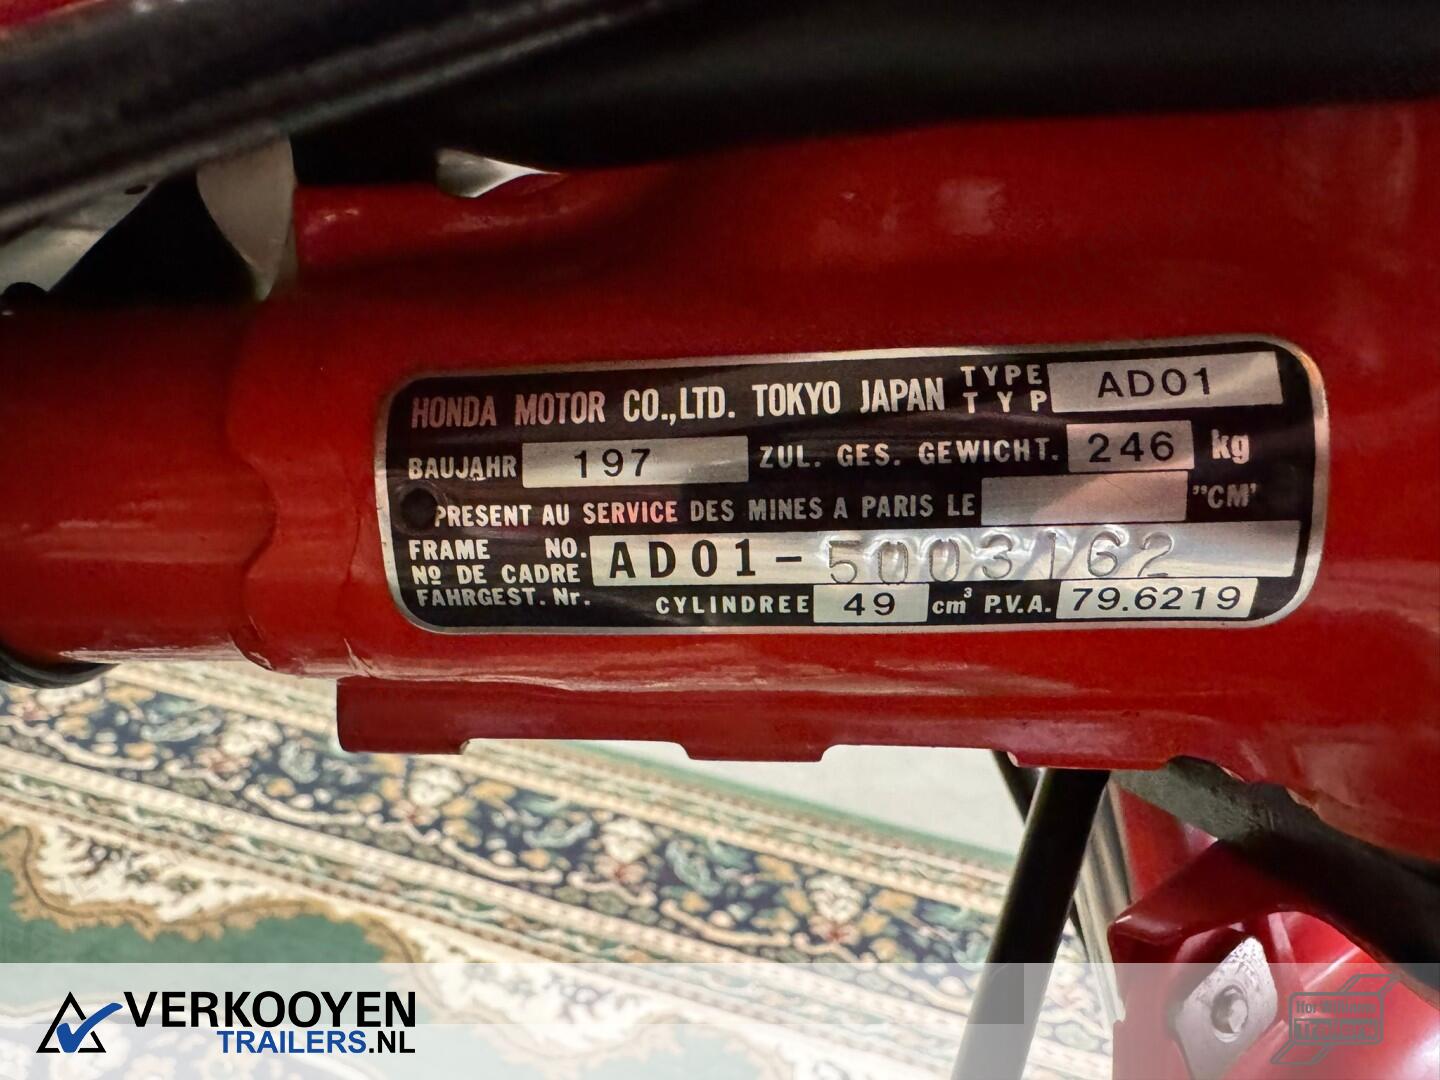 HONDA MOTOR CO.,LTD. TOKYO JAPAN TYPE TYP AD01
BAUJAHR 197 ZUL. GES. GEWICHT. 246 kg
PRESENT AU SERVICE DES MINES A PARIS LE "CM'
FRAME NO.
Nº DE CADRE
FAHRGEST. Nr.
AD01-5003162
CYLINDREE 49 cm³ P.V.A. 79.6219
VERKOOYEN
TRAILERS.NL
Trailers